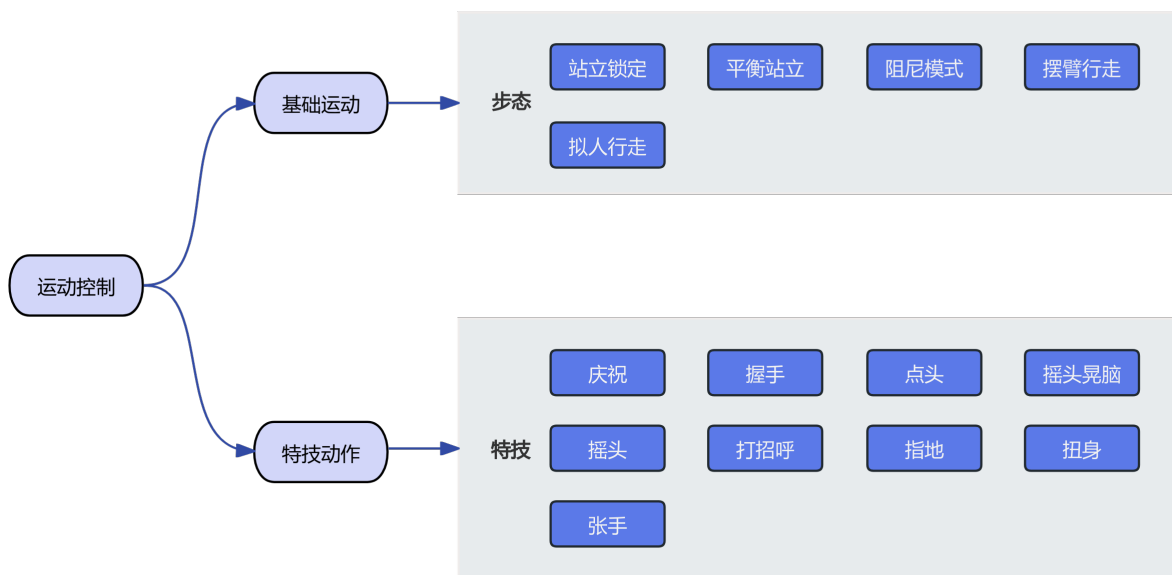 站立锁定 平衡站立 阻尼模式 摆臂行走
基础运动
步态
拟人行走
运动控制
庆祝 握手 点头 摇头晃脑
特技动作
特技
摇头 打招呼 指地 扭身
张手